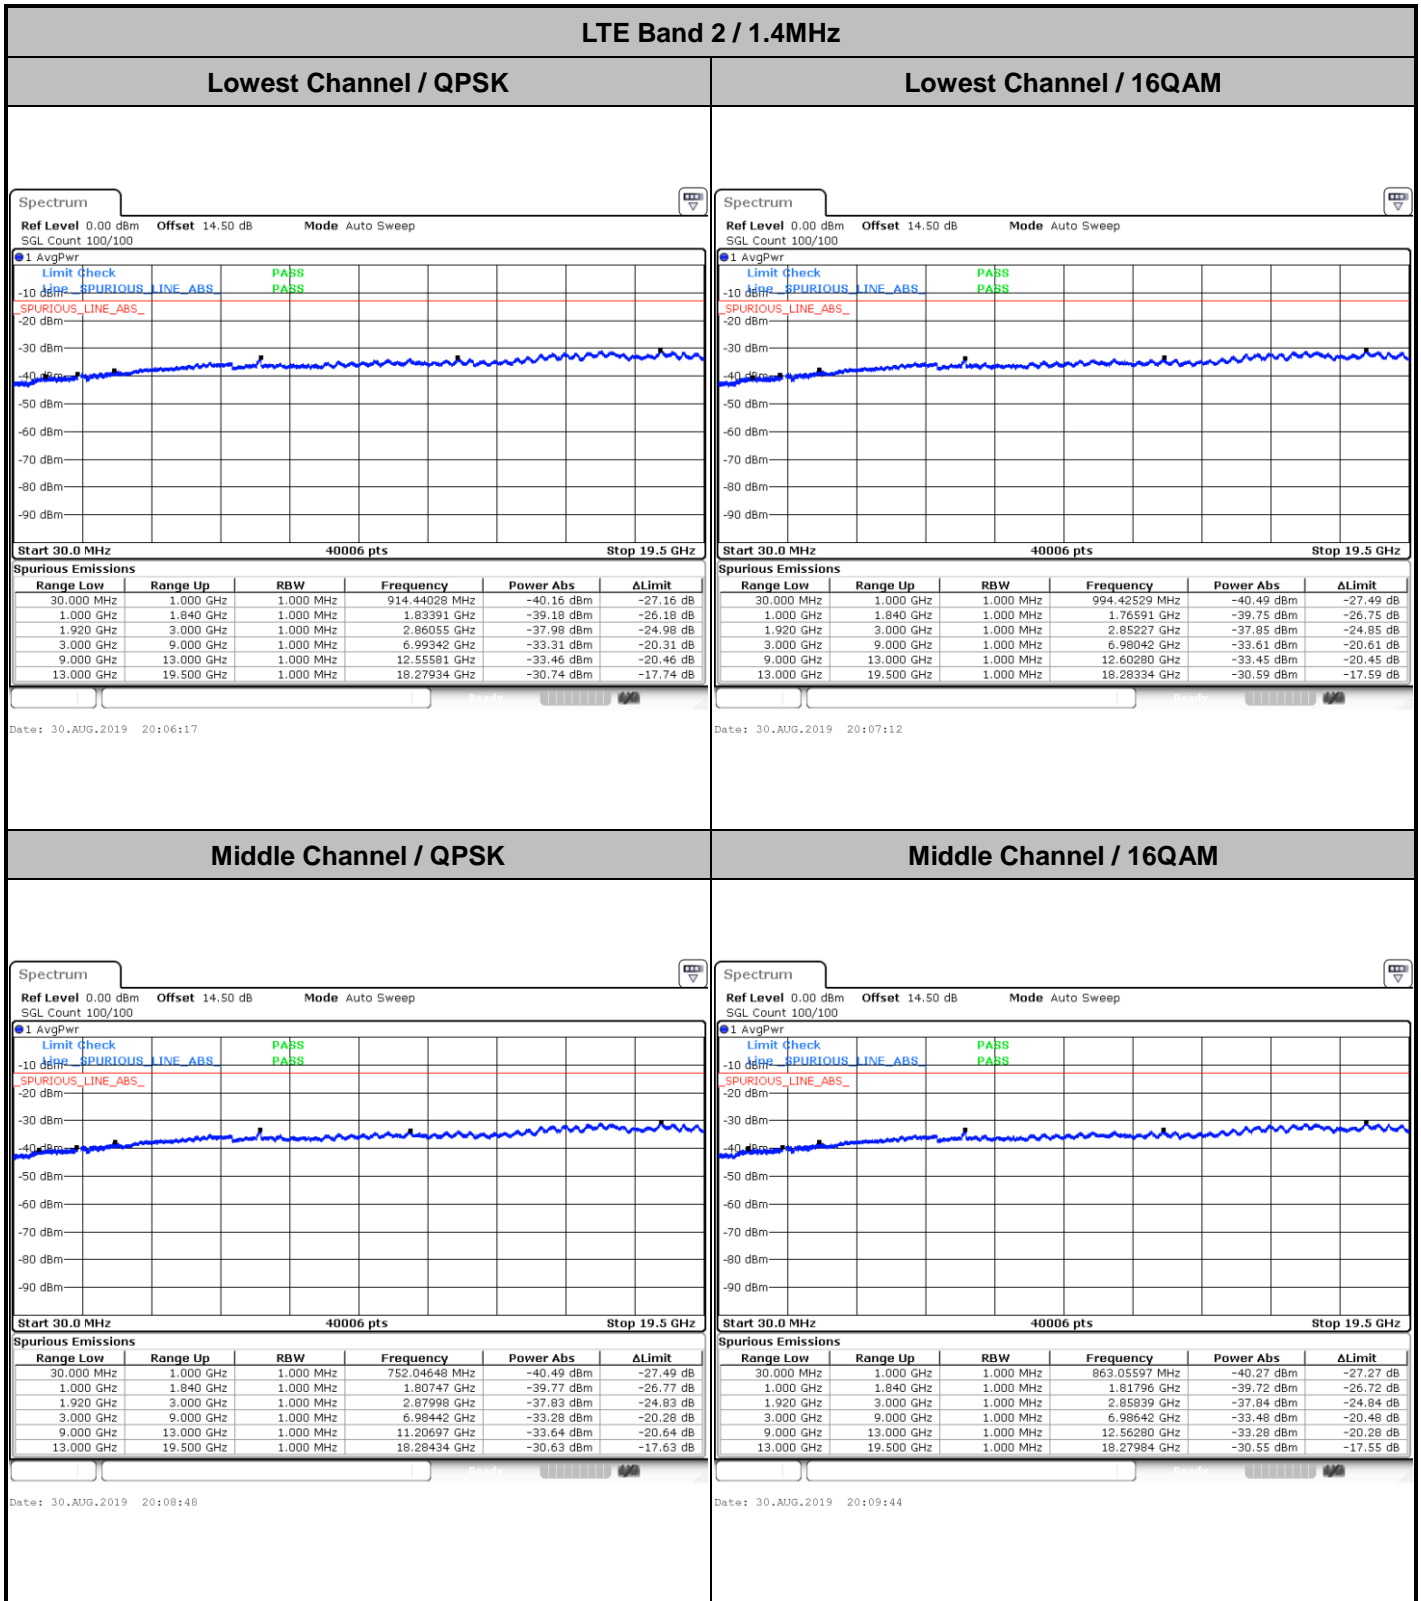 LTE Band 2 / 1.4MHz
Lowest Channel / QPSK
Lowest Channel / 16QAM
Spectrum
Ref Level 0.00 dBm Offset 14.50 dB Mode Auto Sweep
SGL Count 100/100
1 AvgPwr
Limit Check PASS
Line _SPURIOUS_LINE_ABS_ PASS
-10 dBm
_SPURIOUS_LINE_ABS_
-20 dBm
-30 dBm
-40 dBm
-50 dBm
-60 dBm
-70 dBm
-80 dBm
-90 dBm
Start 30.0 MHz 40006 pts Stop 19.5 GHz
Spurious Emissions
Range Low Range Up RBW Frequency Power Abs ΔLimit
30.000 MHz 1.000 GHz 1.000 MHz 914.44028 MHz -40.16 dBm -27.16 dB
1.000 GHz 1.840 GHz 1.000 MHz 1.83391 GHz -39.18 dBm -26.18 dB
1.920 GHz 3.000 GHz 1.000 MHz 2.86055 GHz -37.98 dBm -24.98 dB
3.000 GHz 9.000 GHz 1.000 MHz 6.99342 GHz -33.31 dBm -20.31 dB
9.000 GHz 13.000 GHz 1.000 MHz 12.55581 GHz -33.46 dBm -20.46 dB
13.000 GHz 19.500 GHz 1.000 MHz 18.27934 GHz -30.74 dBm -17.74 dB
Date: 30.AUG.2019 20:06:17
Spectrum
Ref Level 0.00 dBm Offset 14.50 dB Mode Auto Sweep
SGL Count 100/100
1 AvgPwr
Limit Check PASS
Line _SPURIOUS_LINE_ABS_ PASS
-10 dBm
_SPURIOUS_LINE_ABS_
-20 dBm
-30 dBm
-40 dBm
-50 dBm
-60 dBm
-70 dBm
-80 dBm
-90 dBm
Start 30.0 MHz 40006 pts Stop 19.5 GHz
Spurious Emissions
Range Low Range Up RBW Frequency Power Abs ΔLimit
30.000 MHz 1.000 GHz 1.000 MHz 994.42529 MHz -40.49 dBm -27.49 dB
1.000 GHz 1.840 GHz 1.000 MHz 1.76591 GHz -39.75 dBm -26.75 dB
1.920 GHz 3.000 GHz 1.000 MHz 2.85227 GHz -37.85 dBm -24.85 dB
3.000 GHz 9.000 GHz 1.000 MHz 6.98042 GHz -33.61 dBm -20.61 dB
9.000 GHz 13.000 GHz 1.000 MHz 12.60280 GHz -33.45 dBm -20.45 dB
13.000 GHz 19.500 GHz 1.000 MHz 18.28334 GHz -30.59 dBm -17.59 dB
Ready
Date: 30.AUG.2019 20:07:12
Middle Channel / QPSK
Middle Channel / 16QAM
Spectrum
Ref Level 0.00 dBm Offset 14.50 dB Mode Auto Sweep
SGL Count 100/100
1 AvgPwr
Limit Check PASS
Line _SPURIOUS_LINE_ABS_ PASS
-10 dBm
_SPURIOUS_LINE_ABS_
-20 dBm
-30 dBm
-40 dBm
-50 dBm
-60 dBm
-70 dBm
-80 dBm
-90 dBm
Start 30.0 MHz 40006 pts Stop 19.5 GHz
Spurious Emissions
Range Low Range Up RBW Frequency Power Abs ΔLimit
30.000 MHz 1.000 GHz 1.000 MHz 752.04648 MHz -40.49 dBm -27.49 dB
1.000 GHz 1.840 GHz 1.000 MHz 1.80747 GHz -39.77 dBm -26.77 dB
1.920 GHz 3.000 GHz 1.000 MHz 2.87998 GHz -37.83 dBm -24.83 dB
3.000 GHz 9.000 GHz 1.000 MHz 6.98442 GHz -33.28 dBm -20.28 dB
9.000 GHz 13.000 GHz 1.000 MHz 11.20697 GHz -33.64 dBm -20.64 dB
13.000 GHz 19.500 GHz 1.000 MHz 18.28434 GHz -30.63 dBm -17.63 dB
Ready
Date: 30.AUG.2019 20:08:48
Spectrum
Ref Level 0.00 dBm Offset 14.50 dB Mode Auto Sweep
SGL Count 100/100
1 AvgPwr
Limit Check PASS
Line _SPURIOUS_LINE_ABS_ PASS
-10 dBm
_SPURIOUS_LINE_ABS_
-20 dBm
-30 dBm
-40 dBm
-50 dBm
-60 dBm
-70 dBm
-80 dBm
-90 dBm
Start 30.0 MHz 40006 pts Stop 19.5 GHz
Spurious Emissions
Range Low Range Up RBW Frequency Power Abs ΔLimit
30.000 MHz 1.000 GHz 1.000 MHz 863.05597 MHz -40.27 dBm -27.27 dB
1.000 GHz 1.840 GHz 1.000 MHz 1.81796 GHz -39.72 dBm -26.72 dB
1.920 GHz 3.000 GHz 1.000 MHz 2.85839 GHz -37.84 dBm -24.84 dB
3.000 GHz 9.000 GHz 1.000 MHz 6.98642 GHz -33.48 dBm -20.48 dB
9.000 GHz 13.000 GHz 1.000 MHz 12.56280 GHz -33.28 dBm -20.28 dB
13.000 GHz 19.500 GHz 1.000 MHz 18.27984 GHz -30.55 dBm -17.55 dB
Ready
Date: 30.AUG.2019 20:09:44